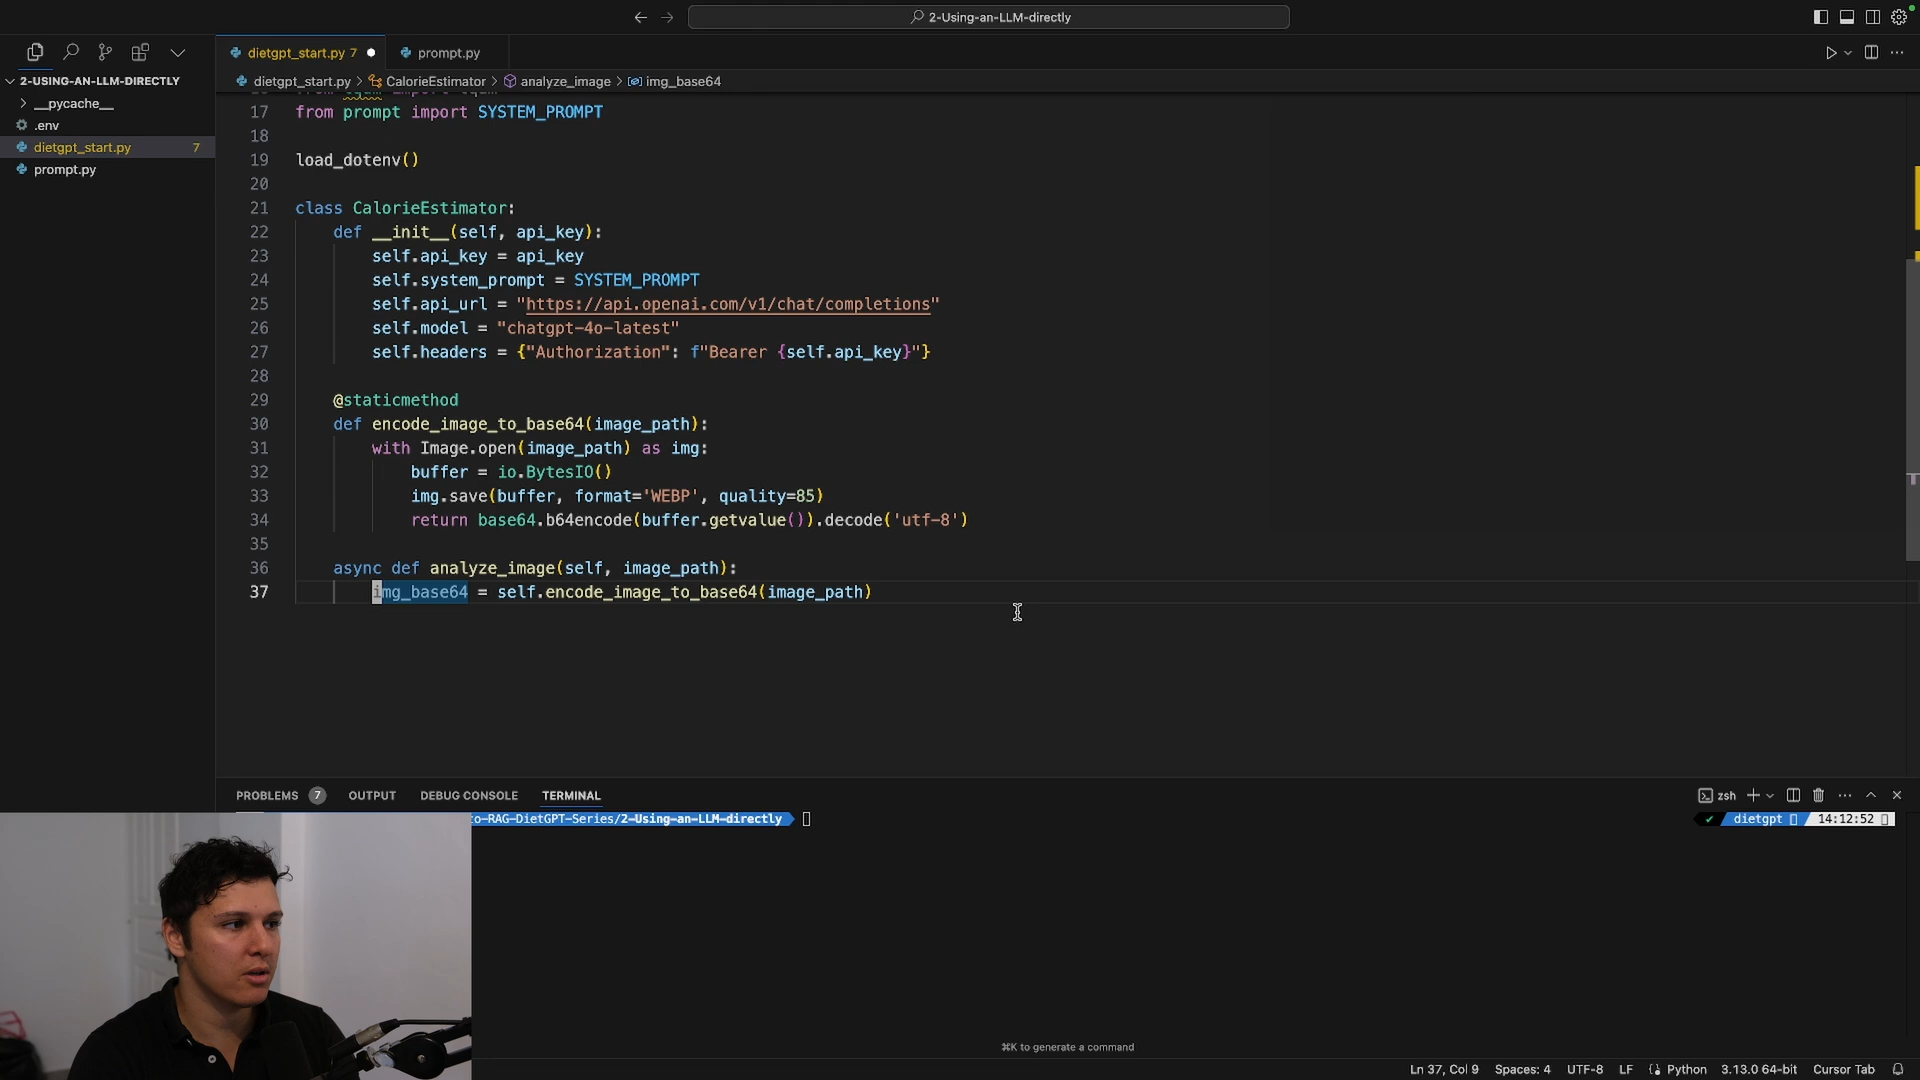 2-Using-an-LLM-directly
dietgpt_start.py 7
prompt.py
2-USING-AN-LLM-DIRECTLY
dietgpt_start.py > CalorieEstimator > analyze_image > img_base64
__pycache__
.env
dietgpt_start.py 7
prompt.py
17 from prompt import SYSTEM_PROMPT
18
19 load_dotenv()
20
21 class CalorieEstimator:
22 def __init__(self, api_key):
23 self.api_key = api_key
24 self.system_prompt = SYSTEM_PROMPT
25 self.api_url = "https://api.openai.com/v1/chat/completions"
26 self.model = "chatgpt-4o-latest"
27 self.headers = {"Authorization": f"Bearer {self.api_key}"}
28
29 @staticmethod
30 def encode_image_to_base64(image_path):
31 with Image.open(image_path) as img:
32 buffer = io.BytesIO()
33 img.save(buffer, format='WEBP', quality=85)
34 return base64.b64encode(buffer.getvalue()).decode('utf-8')
35
36 async def analyze_image(self, image_path):
37 img_base64 = self.encode_image_to_base64(image_path)
PROBLEMS 7 OUTPUT DEBUG CONSOLE TERMINAL
zsh
to-RAG-DietGPT-Series/2-Using-an-LLM-directly
dietgpt 14:12:52
⌘K to generate a command
Ln 37, Col 9 Spaces: 4 UTF-8 LF Python 3.13.0 64-bit Cursor Tab